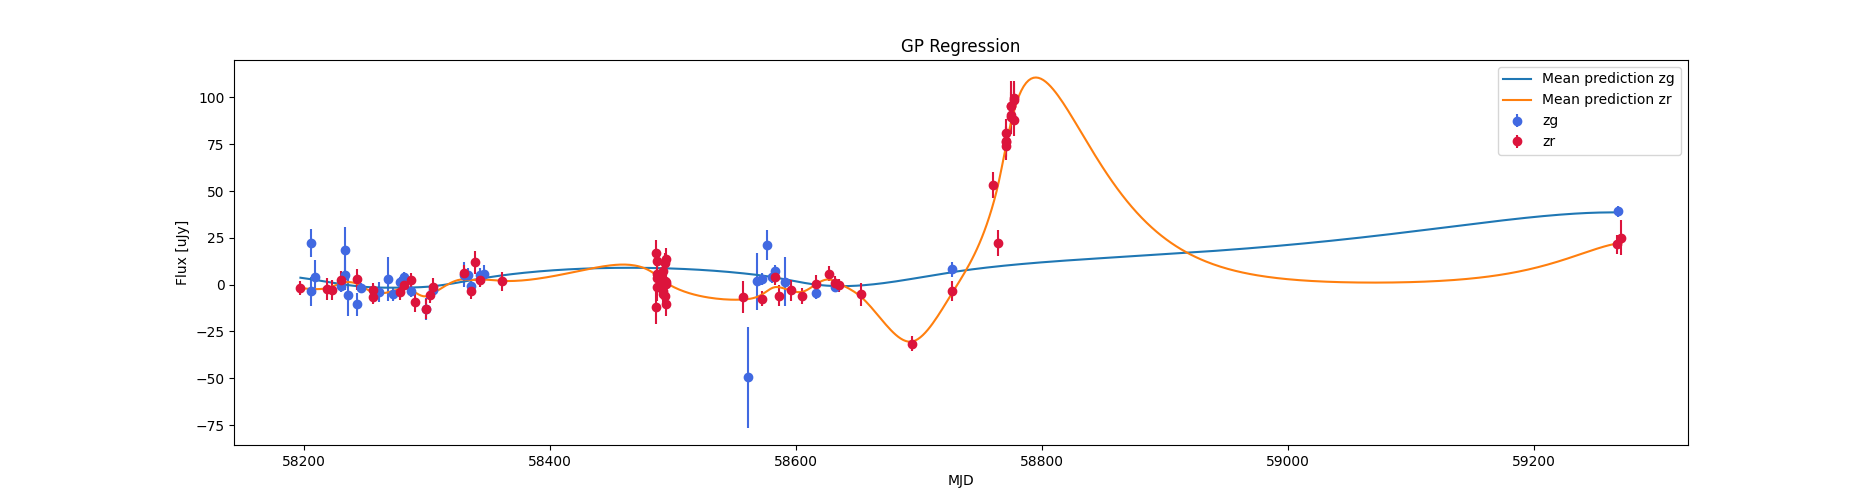 GP Regression
Mean prediction zg
Mean prediction zr
zg
zr
Flux [uJy]
100
75
50
25
0
−25
−50
−75
58200
58400
58600
58800
59000
59200
MJD